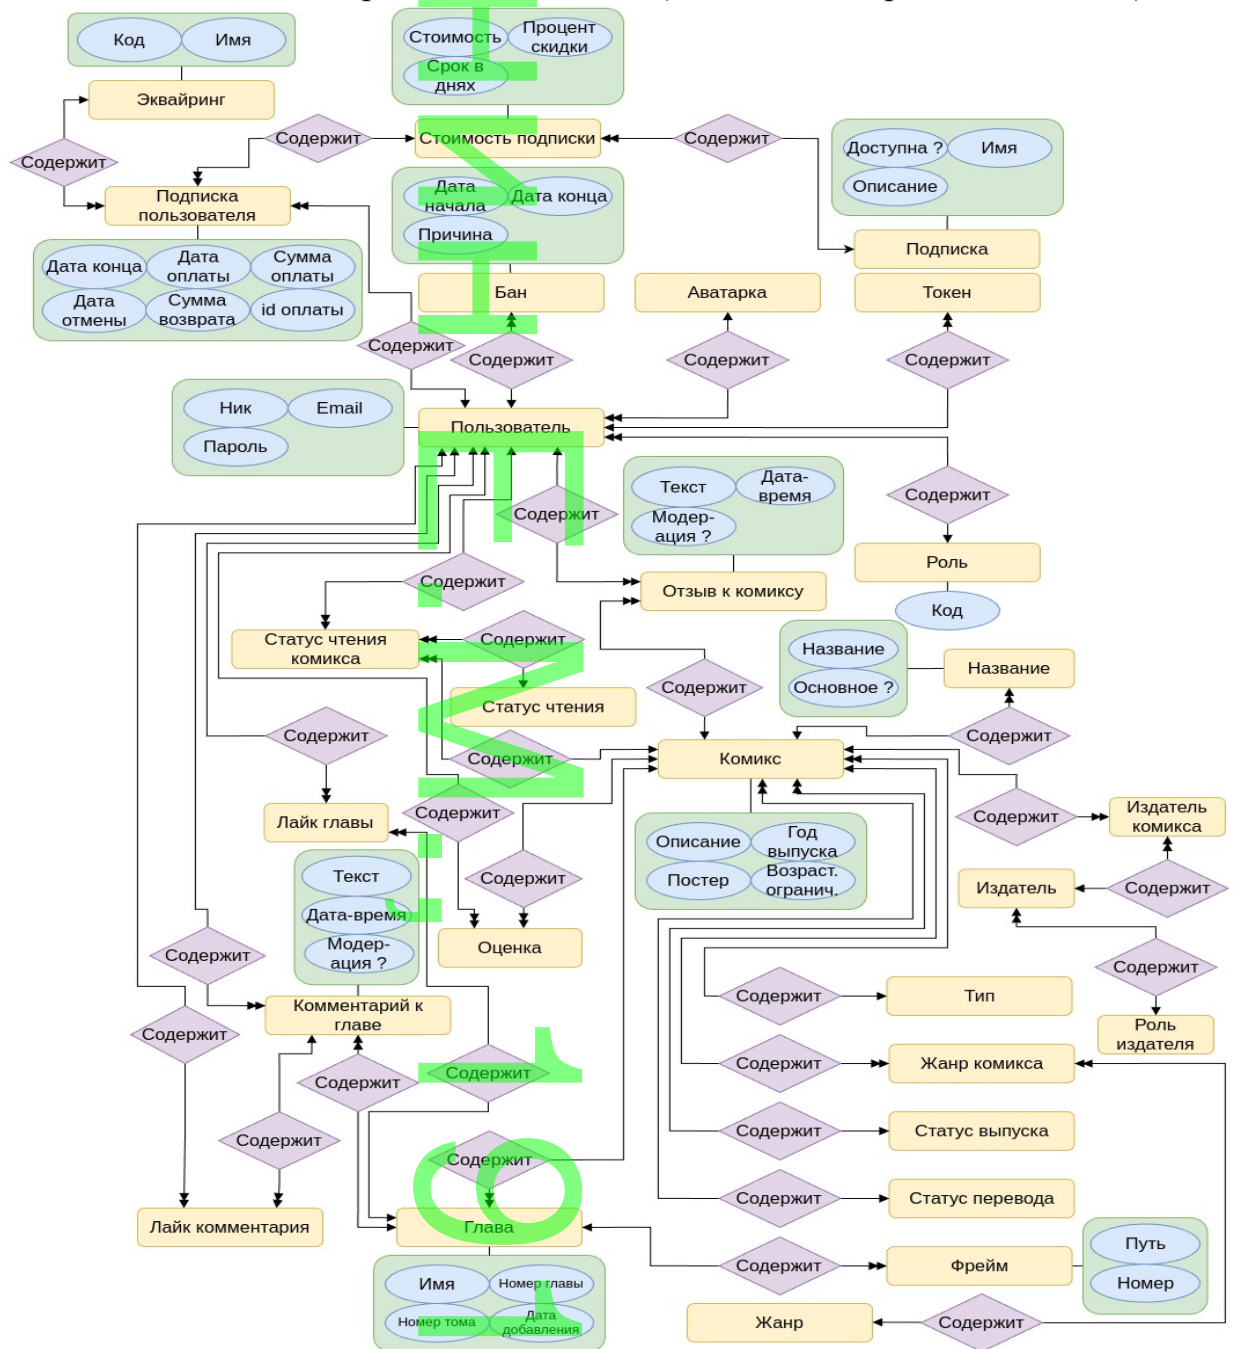 Код
Имя
Эквайринг
Содержит
Стоимость
Процент
скидки
Срок в
днях
Содержит
Стоимость подписки
Содержит
Доступна ?
Имя
Описание
Подписка
Подписка
пользователя
Дата
начала
Дата конца
Причина
Дата конца
Дата
оплаты
Сумма
оплаты
Дата
отмены
Сумма
возврата
id оплаты
Бан
Аватарка
Токен
Содержит
Содержит
Содержит
Содержит
Ник
Email
Пароль
Пользователь
Содержит
Текст
Дата-
время
Модер-
ация ?
Содержит
Роль
Код
Содержит
Отзыв к комиксу
Статус чтения
комикса
Содержит
Статус чтения
Содержит
Название
Основное ?
Название
Содержит
Содержит
Содержит
Комикс
Содержит
Лайк главы
Содержит
Описание
Год
выпуска
Постер
Возраст.
огранич.
Содержит
Издатель
комикса
Текст
Дата-время
Модер-
ация ?
Содержит
Издатель
Содержит
Оценка
Содержит
Содержит
Комментарий к
главе
Содержит
Тип
Роль
издателя
Содержит
Содержит
Содержит
Содержит
Жанр комикса
Содержит
Содержит
Содержит
Статус выпуска
Содержит
Статус перевода
Лайк комментария
Глава
Содержит
Фрейм
Путь
Номер
Имя
Номер главы
Номер тома
Дата
добавления
Жанр
Содержит